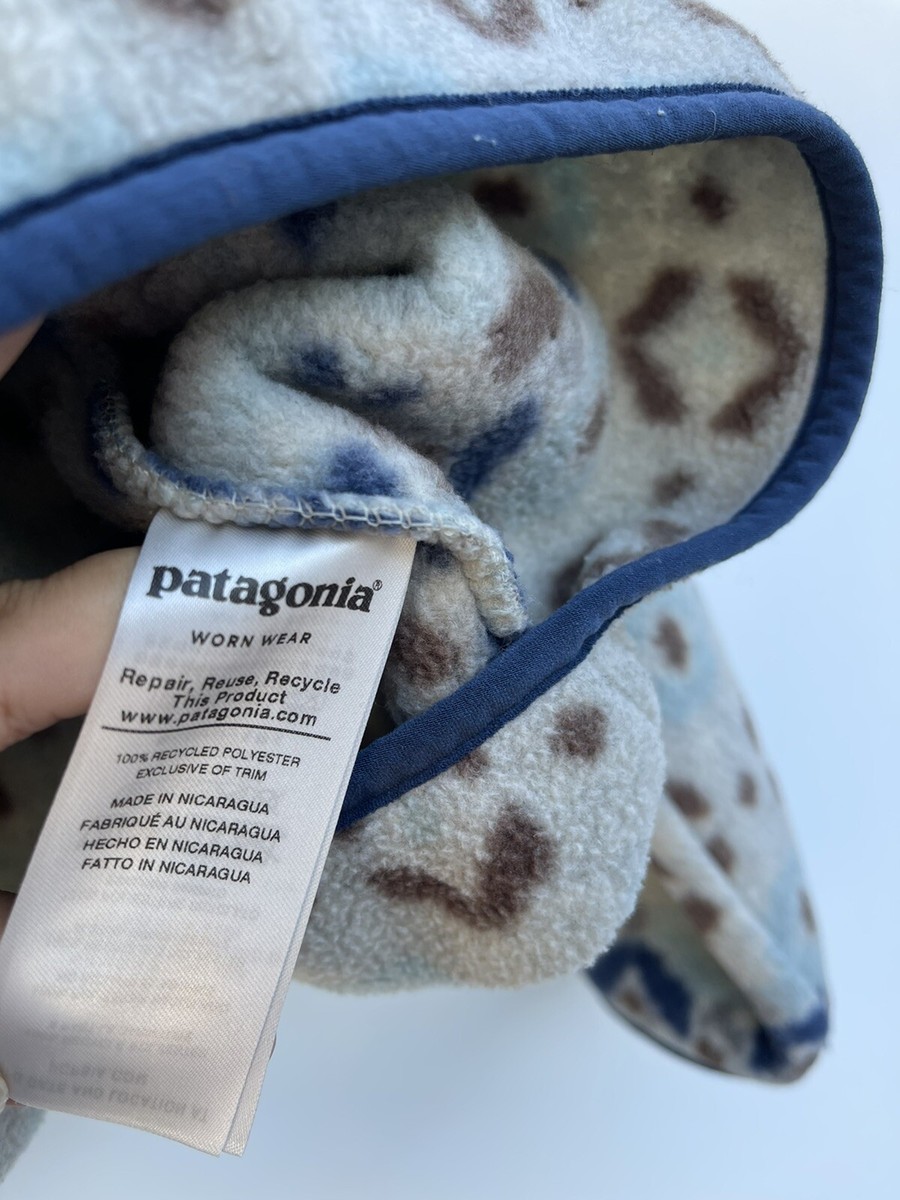 patagonia®
WORN WEAR
Repair, Reuse, Recycle
This Product
www.patagonia.com
100% RECYCLED POLYESTER
EXCLUSIVE OF TRIM
MADE IN NICARAGUA
FABRIQUÉ AU NICARAGUA
HECHO EN NICARAGUA
FATTO IN NICARAGUA